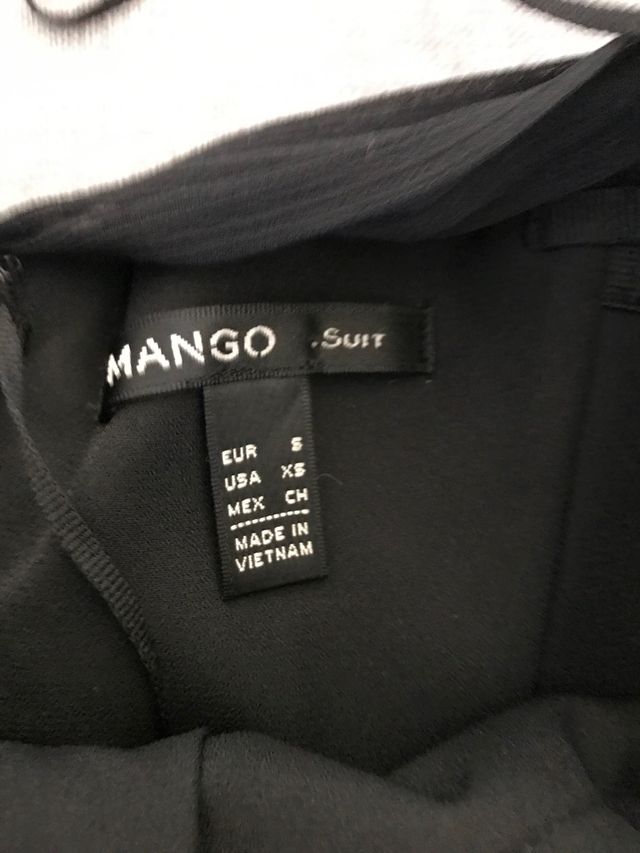 MANGO .SUIT
EUR S
USA XS
MEX CH
MADE IN
VIETNAM